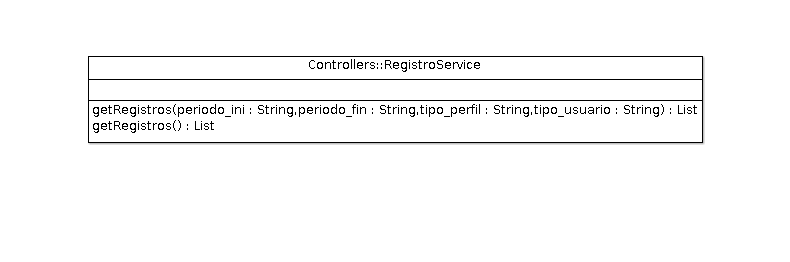 Controllers::RegistroService
getRegistros(periodo_ini : String,periodo_fin : String,tipo_perfil : String,tipo_usuario : String) : List
getRegistros() : List